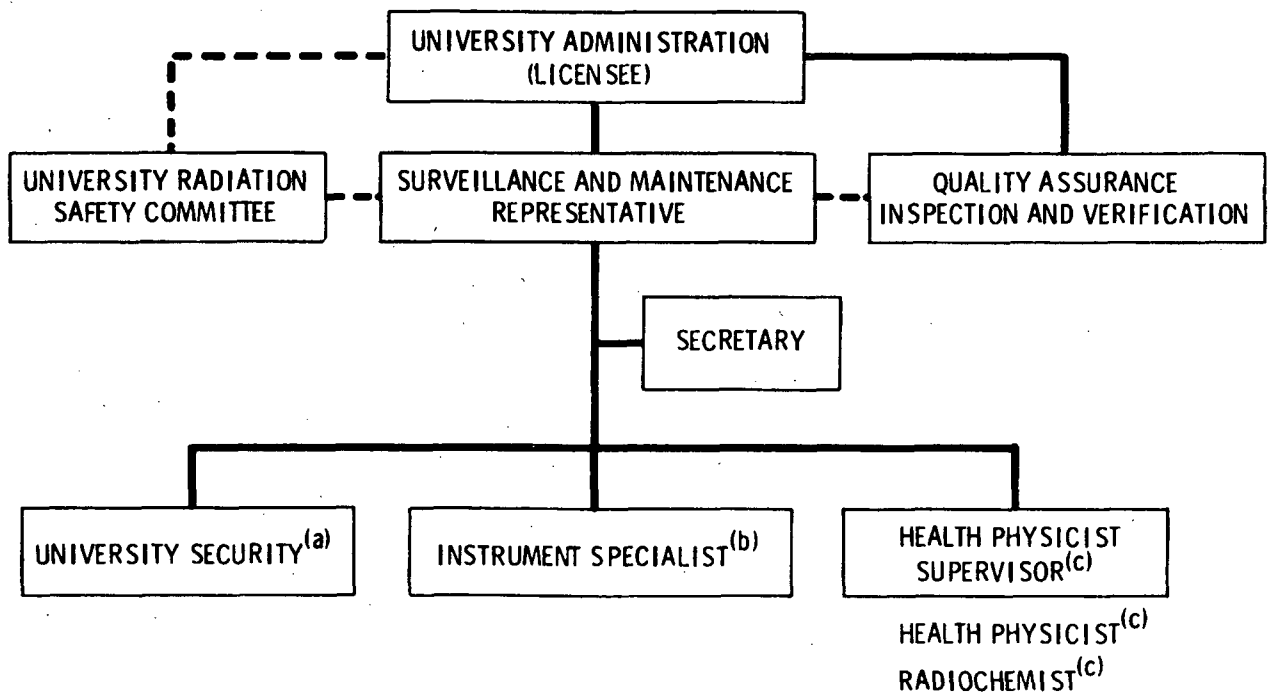 UNIVERSITY ADMINISTRATION
(LICENSEE)
UNIVERSITY RADIATION
SAFETY COMMITTEE
SURVEILLANCE AND MAINTENANCE
REPRESENTATIVE
QUALITY ASSURANCE
INSPECTION AND VERIFICATION
SECRETARY
UNIVERSITY SECURITY(a)
INSTRUMENT SPECIALIST(b)
HEALTH PHYSICIST
SUPERVISOR(c)
HEALTH PHYSICIST(c)
RADIOCHEMIST(c)